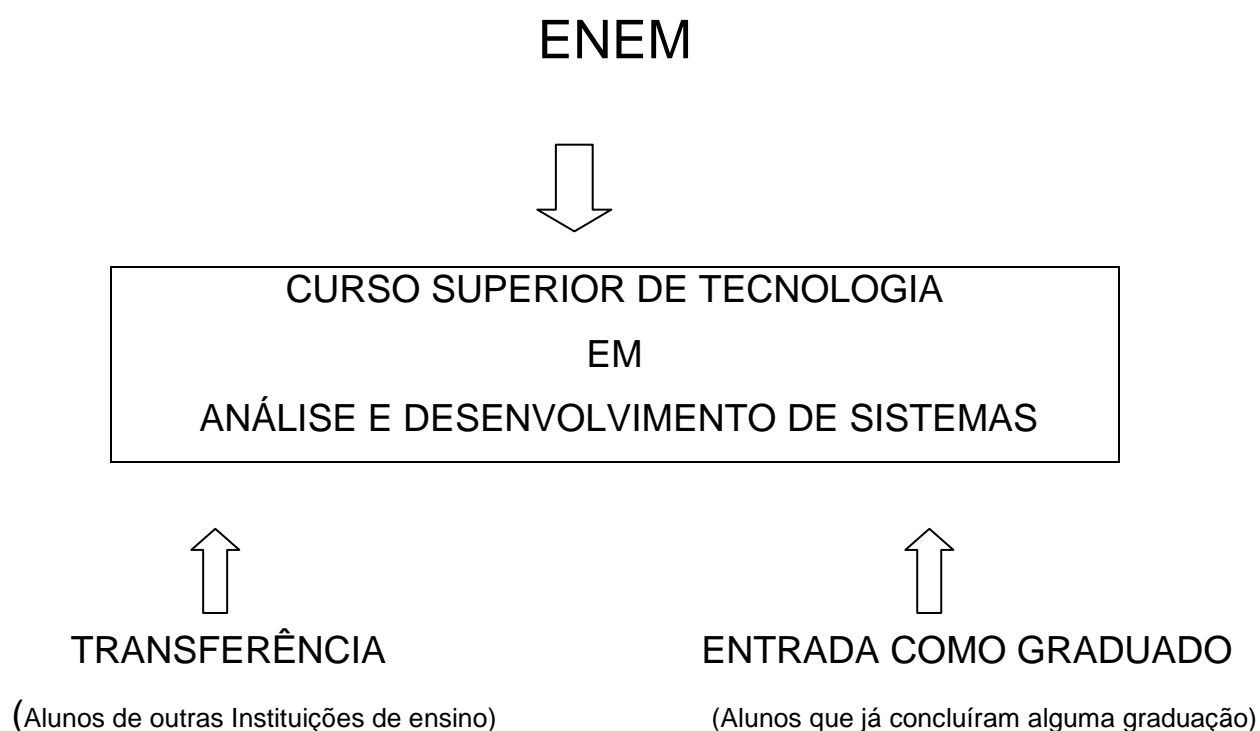 ENEM
CURSO SUPERIOR DE TECNOLOGIA
EM
ANÁLISE E DESENVOLVIMENTO DE SISTEMAS
TRANSFERÊNCIA
(Alunos de outras Instituições de ensino)
ENTRADA COMO GRADUADO
(Alunos que já concluíram alguma graduação)